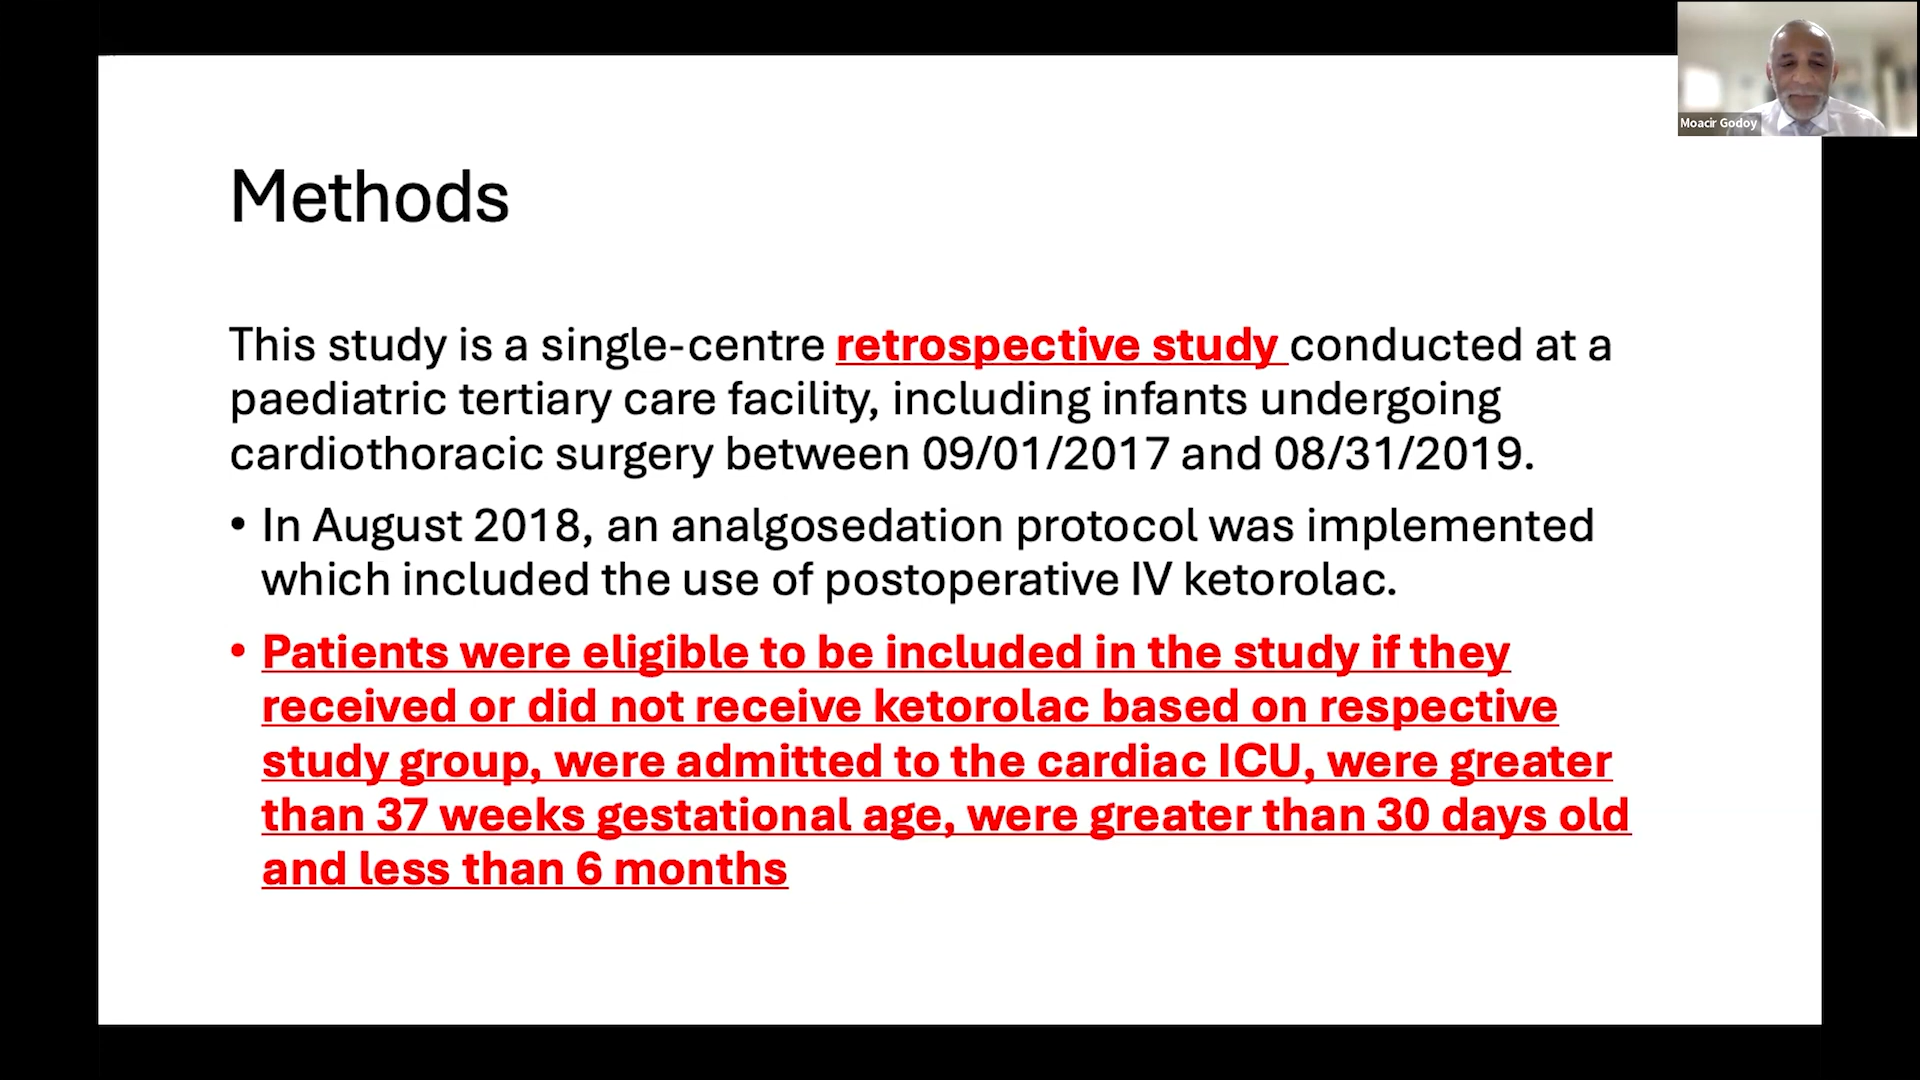 Moacir Godoy
Methods
This study is a single-centre retrospective study conducted at a
paediatric tertiary care facility, including infants undergoing
cardiothoracic surgery between 09/01/2017 and 08/31/2019.
• In August 2018, an analgosedation protocol was implemented
which included the use of postoperative IV ketorolac.
• Patients were eligible to be included in the study if they
received or did not receive ketorolac based on respective
study group, were admitted to the cardiac ICU, were greater
than 37 weeks gestational age, were greater than 30 days old
and less than 6 months